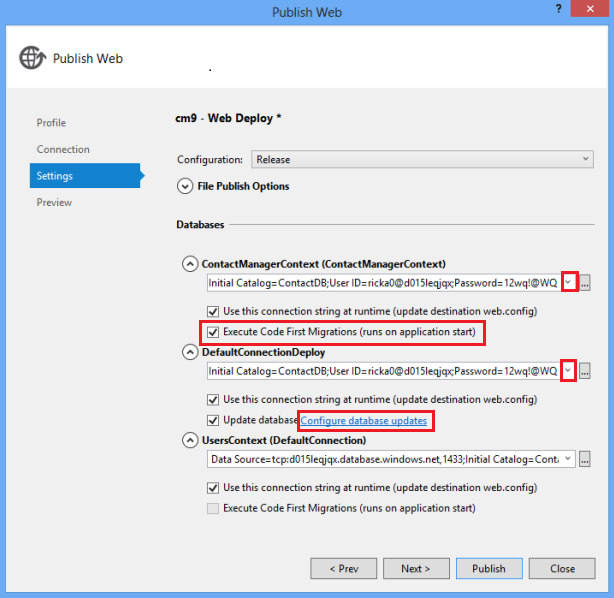 Publish Web
?
Publish Web
Profile
Connection
Settings
Preview
cm9 - Web Deploy *
Configuration: Release
File Publish Options
Databases
ContactManagerContext (ContactManagerContext)
Initial Catalog=ContactDB;User ID=ricka0@d015leqjqx;Password=12wq!@WQ ...
Use this connection string at runtime (update destination web.config)
Execute Code First Migrations (runs on application start)
DefaultConnectionDeploy
Initial Catalog=ContactDB;User ID=ricka0@d015leqjqx;Password=12wq!@WQ ...
Use this connection string at runtime (update destination web.config)
Update database Configure database updates
UsersContext (DefaultConnection)
Data Source=tcp:d015leqjqx.database.windows.net,1433;Initial Catalog=Conta ...
Use this connection string at runtime (update destination web.config)
Execute Code First Migrations (runs on application start)
< Prev Next > Publish Close